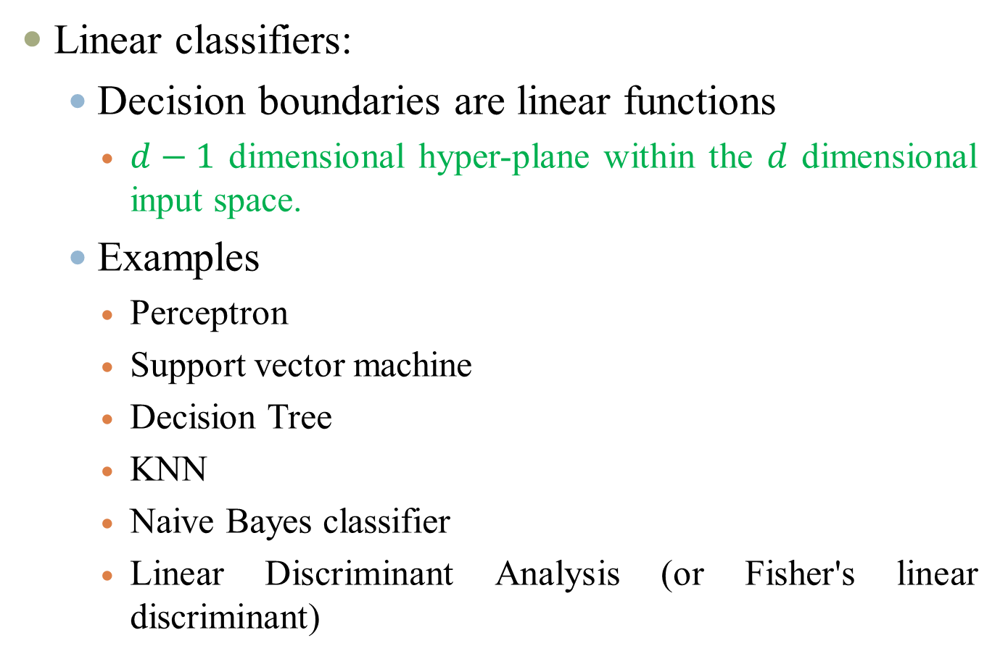 Linear classifiers:
Decision boundaries are linear functions
d − 1 dimensional hyper-plane within the d dimensional
input space.
Examples
Perceptron
Support vector machine
Decision Tree
KNN
Naive Bayes classifier
Linear Discriminant Analysis (or Fisher's linear
discriminant)